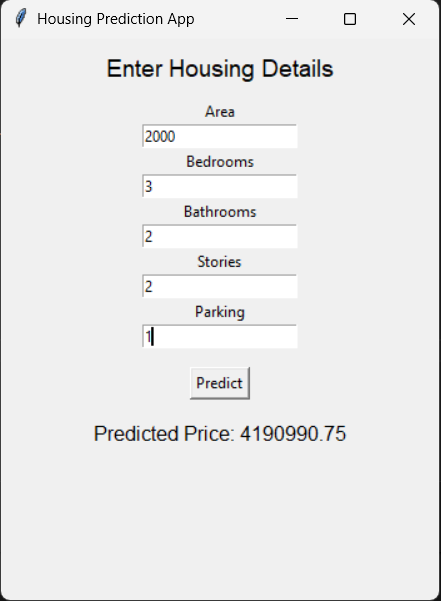 Housing Prediction App
Enter Housing Details
Area
2000
Bedrooms
3
Bathrooms
2
Stories
2
Parking
1
Predict
Predicted Price: 4190990.75